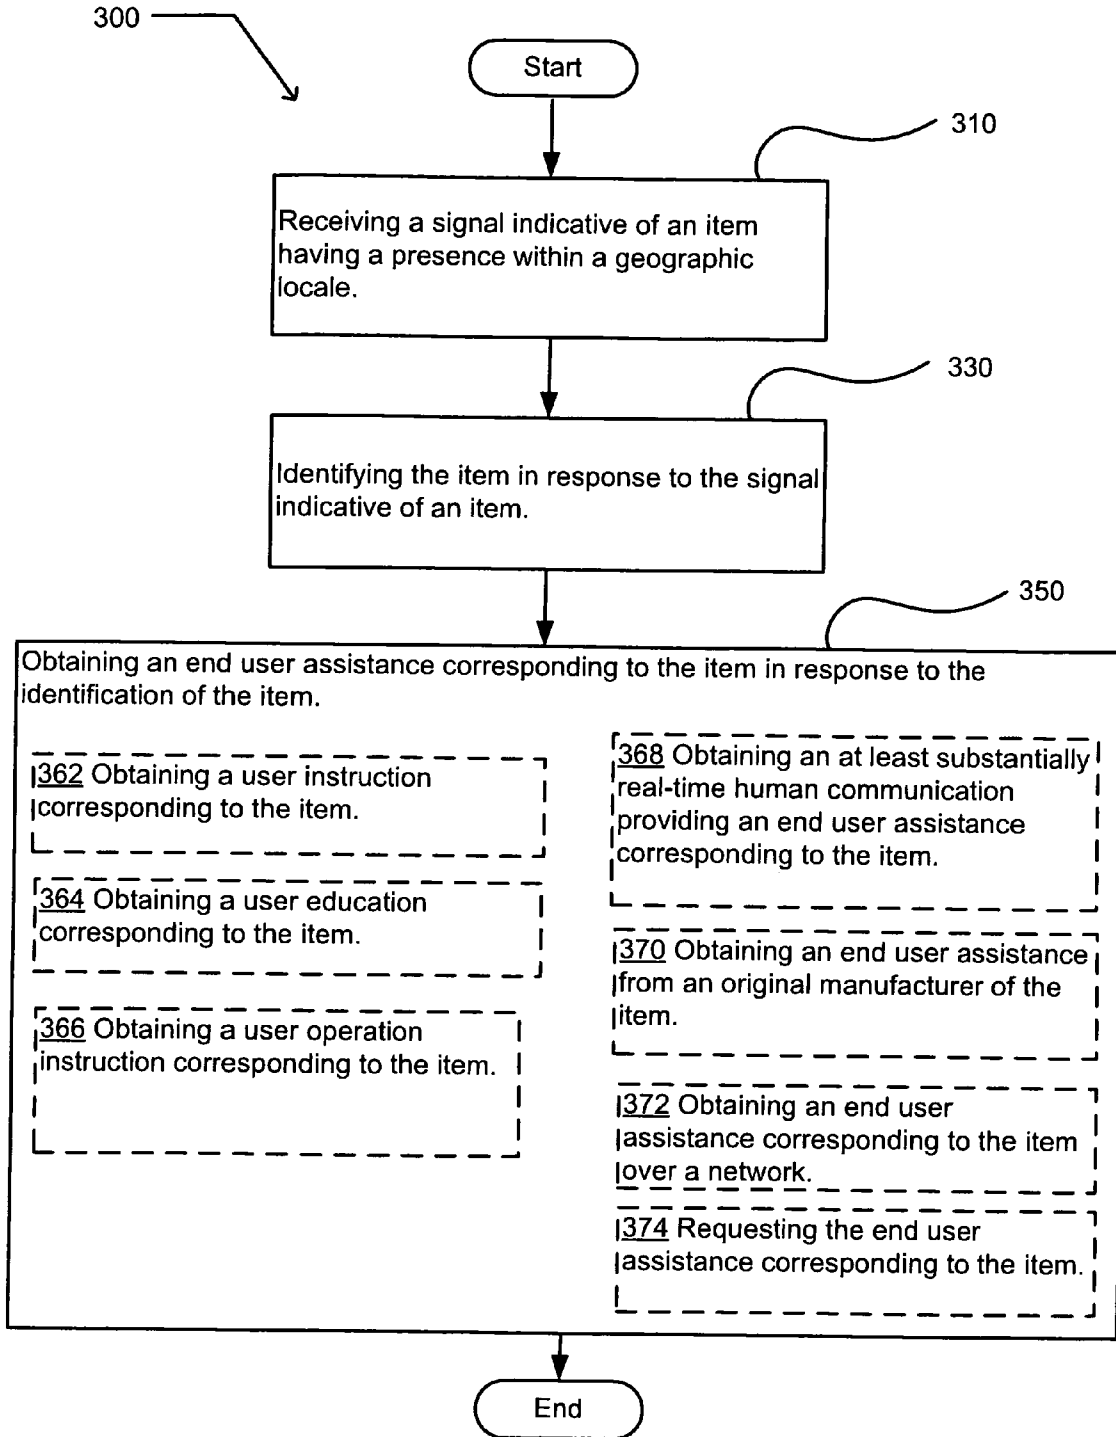 300
Start
310
Receiving a signal indicative of an item
having a presence within a geographic
locale.
330
Identifying the item in response to the signal
indicative of an item.
350
Obtaining an end user assistance corresponding to the item in response to the
identification of the item.
362 Obtaining a user instruction
corresponding to the item.
364 Obtaining a user education
corresponding to the item.
366 Obtaining a user operation
instruction corresponding to the item.
368 Obtaining an at least substantially
real-time human communication
providing an end user assistance
corresponding to the item.
370 Obtaining an end user assistance
from an original manufacturer of the
item.
372 Obtaining an end user
assistance corresponding to the item
over a network.
374 Requesting the end user
assistance corresponding to the item.
End